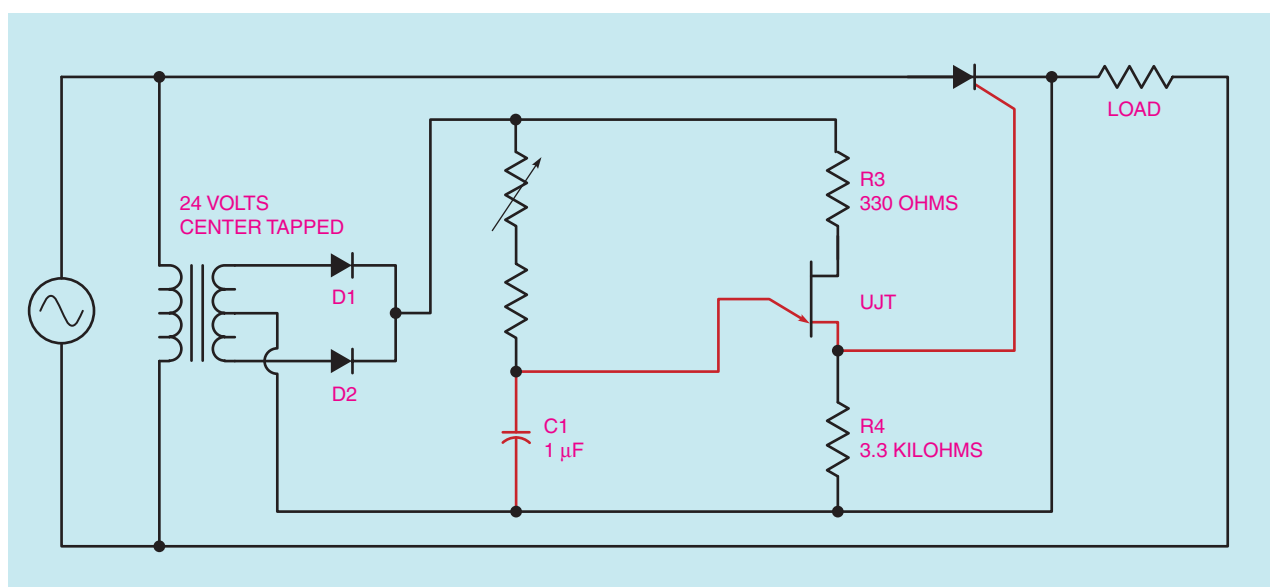 LOAD
24 VOLTS
CENTER TAPPED
R3
330 OHMS
D1
UJT
D2
C1
1 μF
R4
3.3 KILOHMS